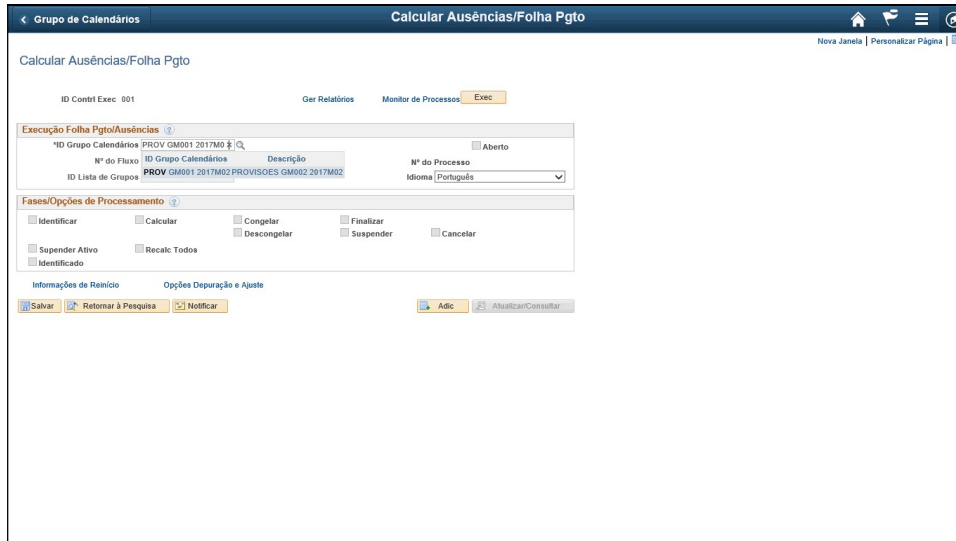 Grupo de Calendários
Calcular Ausências/Folha Pgto
Nova Janela | Personalizar Página |
Calcular Ausências/Folha Pgto
ID Contrl Exec 001 Ger Relatórios Monitor de Processos Exec
Execução Folha Pgto/Ausências
*ID Grupo Calendários PROV GM001 2017M0 Aberto
Nº do Fluxo ID Grupo Calendários Descrição Nº do Processo
ID Lista de Grupos PROV GM001 2017M02 PROVISOES GM002 2017M02 Idioma Português
Fases/Opções de Processamento
Identificar Calcular Congelar Finalizar
Descongelar Suspender Cancelar
Supender Ativo Recalc Todos
Identificado
Informações de Reinício Opções Depuração e Ajuste
Salvar Retornar à Pesquisa Notificar Adic Atualizar/Consultar